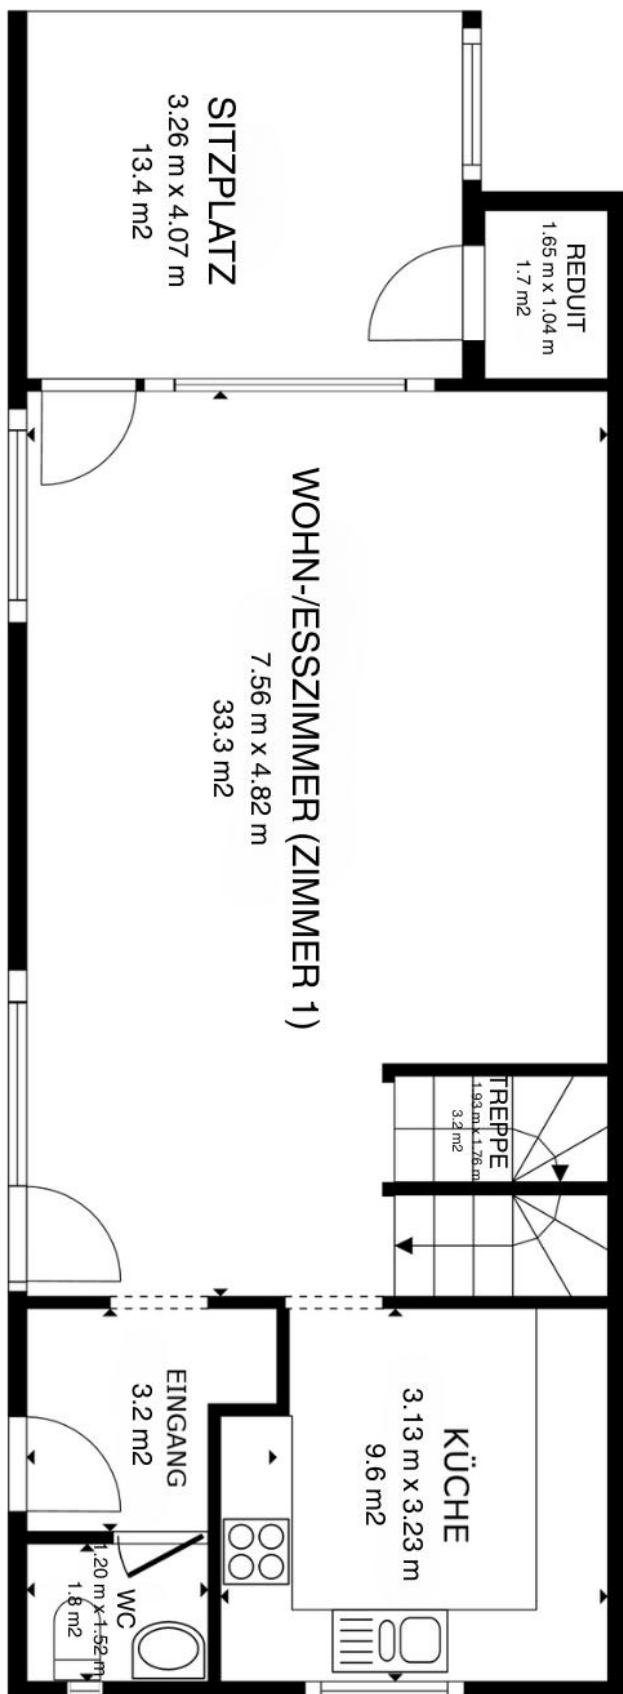 SITZPLATZ
3.26 m x 4.07 m
13.4 m2
REDUIT
1.65 m x 1.04 m
1.7 m2
WOHN-/ESSZIMMER (ZIMMER 1)
7.56 m x 4.82 m
33.3 m2
TREPPE
1.93 m x 1.76 m
3.2 m2
EINGANG
3.2 m2
KÜCHE
3.13 m x 3.23 m
9.6 m2
WC
1.20 m x 1.52 m
1.8 m2